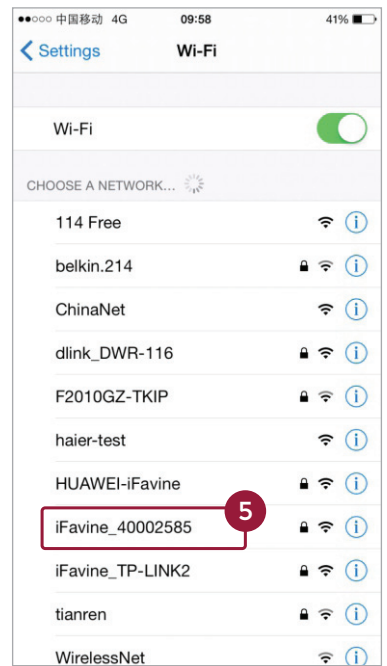 中国移动 4G 09:58 41%
Settings Wi-Fi
Wi-Fi
CHOOSE A NETWORK...
114 Free
belkin.214
ChinaNet
dlink_DWR-116
F2010GZ-TKIP
haier-test
HUAWEI-iFavine
5
iFavine_40002585
iFavine_TP-LINK2
tianren
WirelessNet